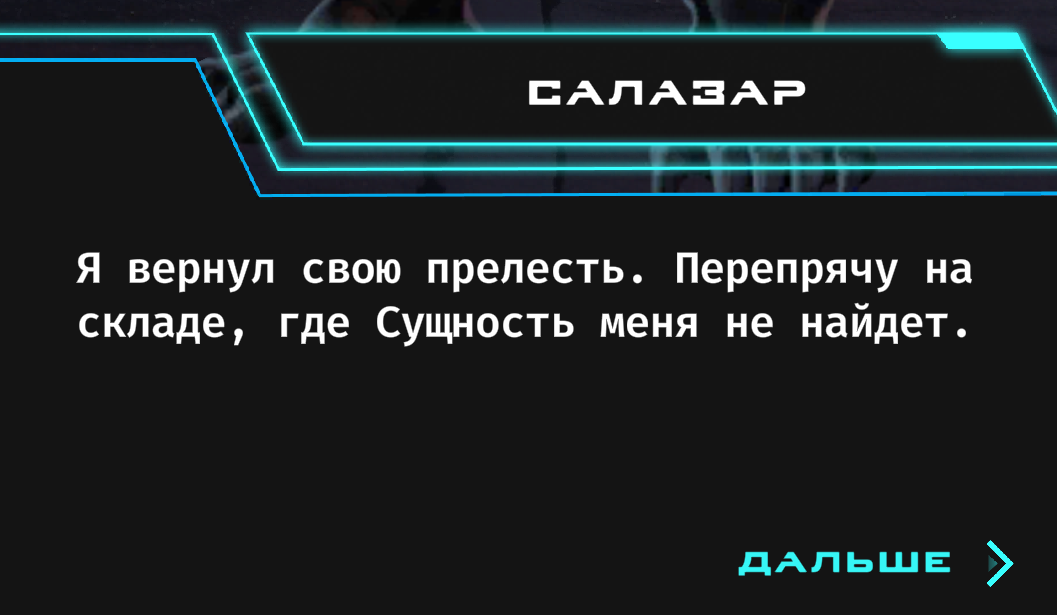 САЛАЗАР
Я вернул свою прелесть. Перепрячу на
складе, где Сущность меня не найдет.
ДАЛЬШЕ